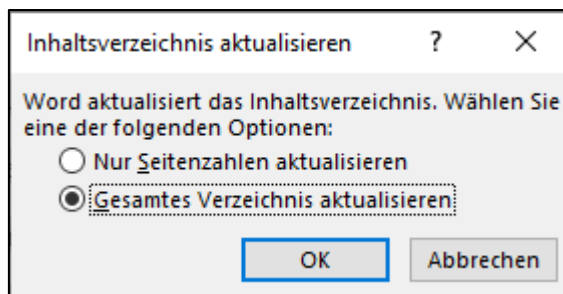 Inhaltsverzeichnis aktualisieren ?
Word aktualisiert das Inhaltsverzeichnis. Wählen Sie
eine der folgenden Optionen:
Nur Seitenzahlen aktualisieren
Gesamtes Verzeichnis aktualisieren
OK Abbrechen